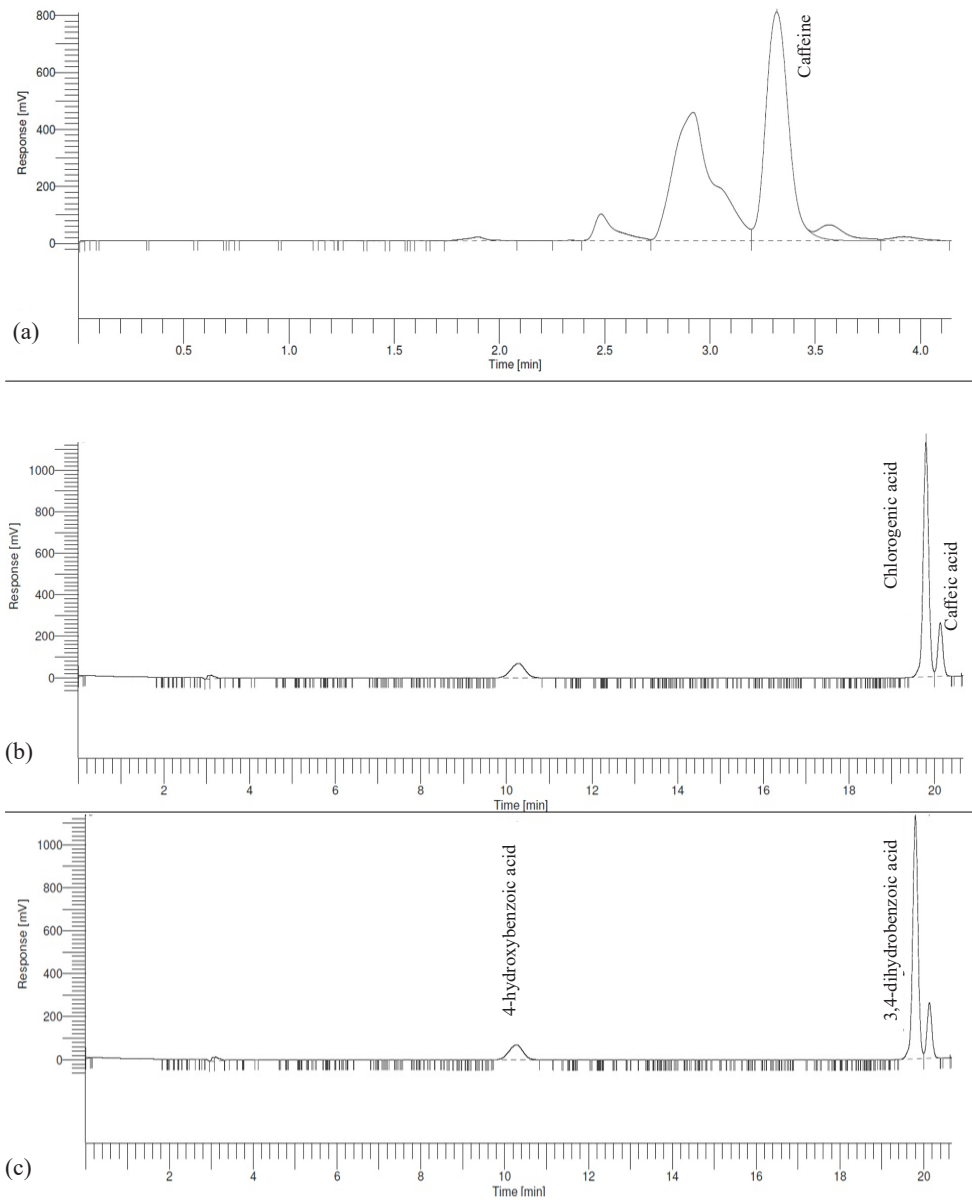 800
600
400
200
0
Response [mV]
Caffeine
0.5 1.0 1.5 2.0 2.5 3.0 3.5 4.0
Time [min]
(a)
1000
800
600
400
200
0
Response [mV]
Chlorogenic acid
Caffeic acid
2 4 6 8 10 12 14 16 18 20
Time [min]
(b)
1000
800
600
400
200
0
Response [mV]
4-hydroxybenzoic acid
3,4-dihydrobenzoic acid
2 4 6 8 10 12 14 16 18 20
Time [min]
(c)